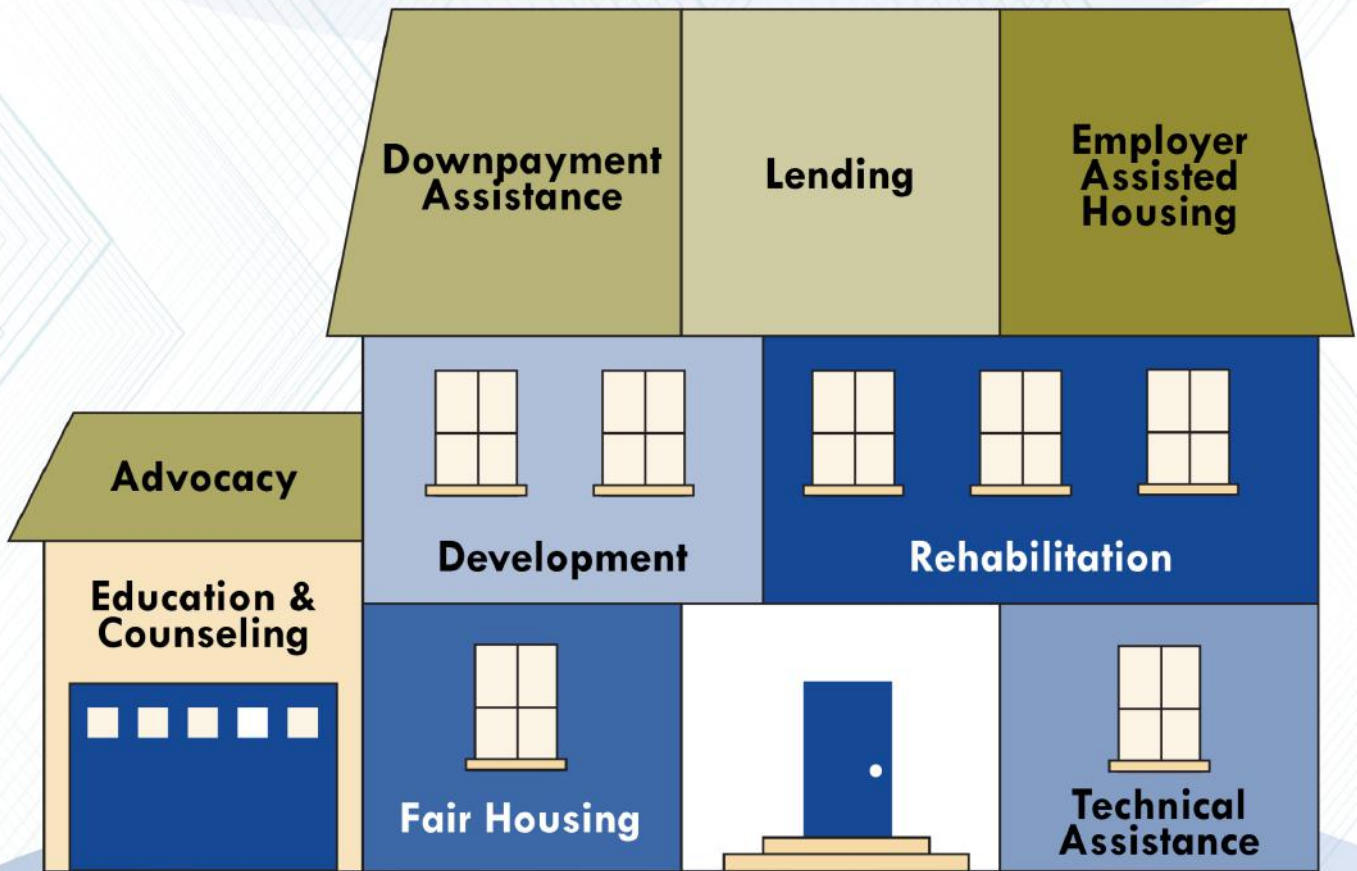 Downpayment
Assistance
Lending
Employer
Assisted
Housing
Advocacy
Education &
Counseling
Development
Rehabilitation
Fair Housing
Technical
Assistance